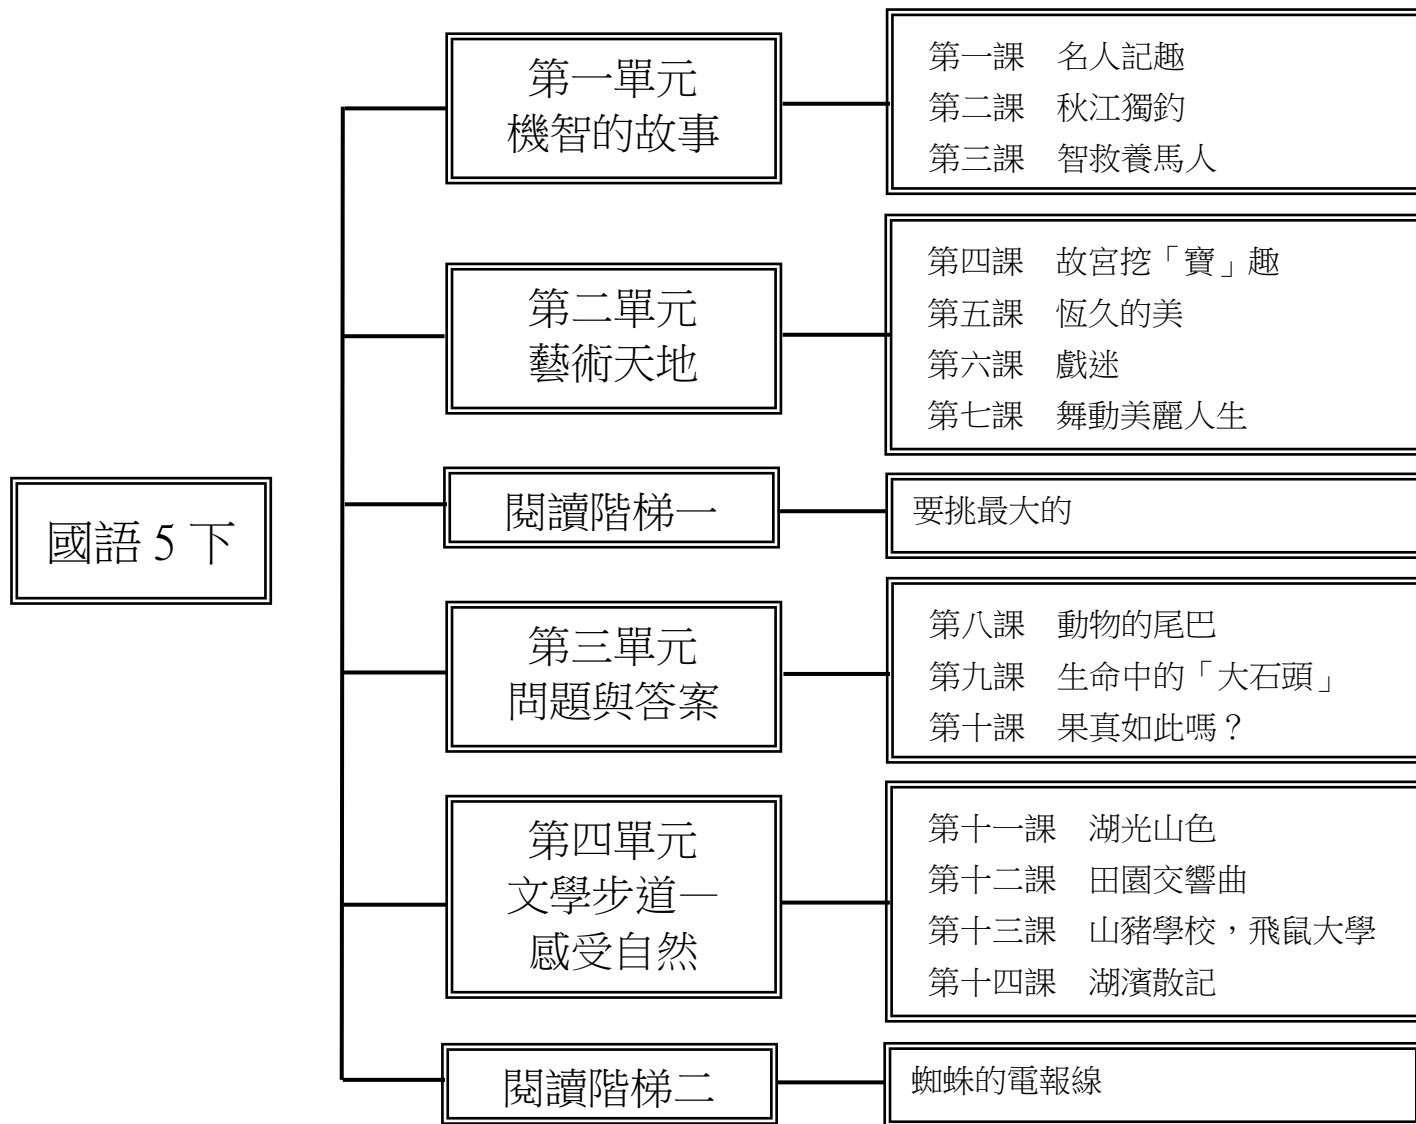 國語 5 下
第一單元
機智的故事
第一課　名人記趣
第二課　秋江獨釣
第三課　智救養馬人
第二單元
藝術天地
第四課　故宮挖「寶」趣
第五課　恆久的美
第六課　戲迷
第七課　舞動美麗人生
閱讀階梯一
要挑最大的
第三單元
問題與答案
第八課　動物的尾巴
第九課　生命中的「大石頭」
第十課　果真如此嗎？
第四單元
文學步道—
感受自然
第十一課　湖光山色
第十二課　田園交響曲
第十三課　山豬學校，飛鼠大學
第十四課　湖濱散記
閱讀階梯二
蜘蛛的電報線